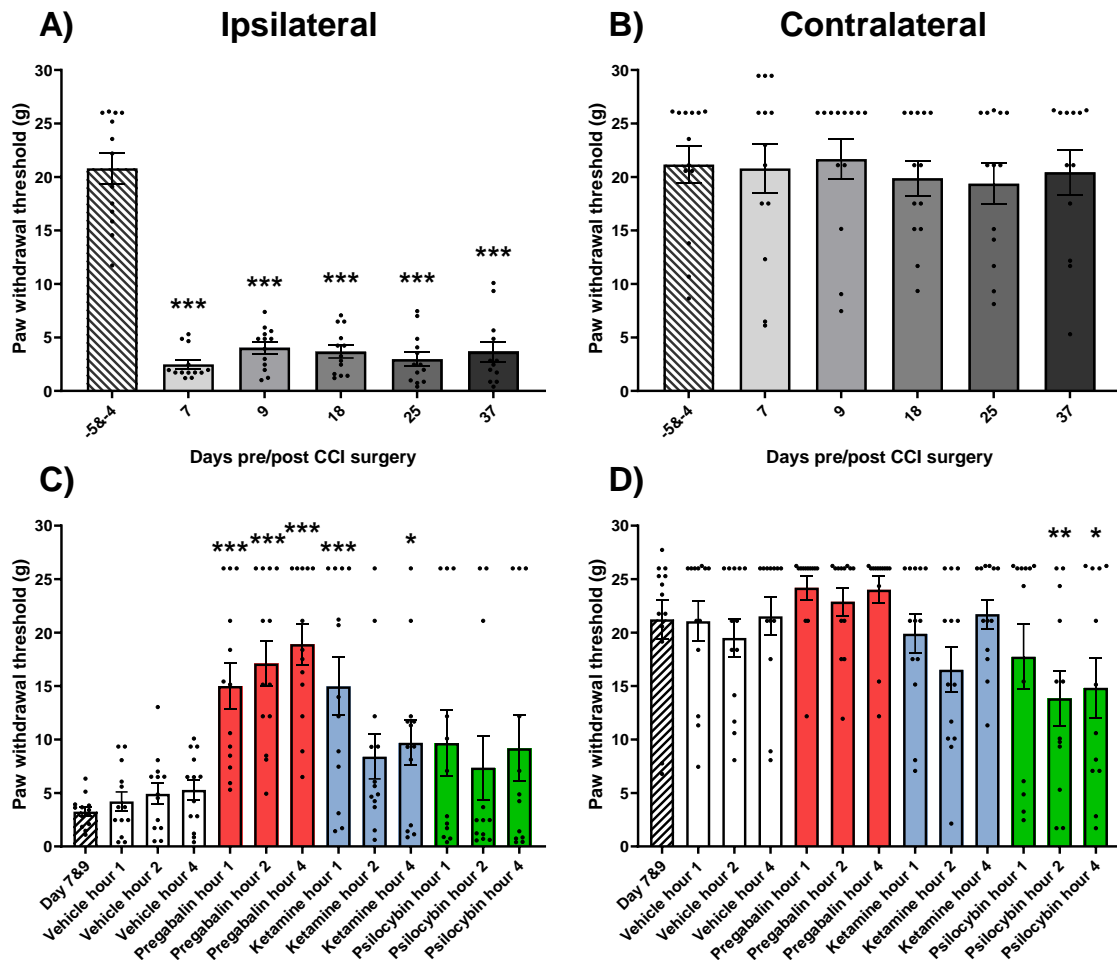 A) Ipsilateral
B) Contralateral
Paw withdrawal threshold (g)
30
25
20
15
10
5
0
***
***
***
***
***
-5&-4
7
9
18
25
37
Days pre/post CCI surgery
Paw withdrawal threshold (g)
30
25
20
15
10
5
0
-5&-4
7
9
18
25
37
Days pre/post CCI surgery
C)
Paw withdrawal threshold (g)
30
25
20
15
10
5
0
***
***
***
***
*
Day 7&9
Vehicle hour 1
Vehicle hour 2
Vehicle hour 4
Pregabalin hour 1
Pregabalin hour 2
Pregabalin hour 4
Ketamine hour 1
Ketamine hour 2
Ketamine hour 4
Psilocybin hour 1
Psilocybin hour 2
Psilocybin hour 4
D)
Paw withdrawal threshold (g)
30
25
20
15
10
5
0
**
*
Day 7&9
Vehicle hour 1
Vehicle hour 2
Vehicle hour 4
Pregabalin hour 1
Pregabalin hour 2
Pregabalin hour 4
Ketamine hour 1
Ketamine hour 2
Ketamine hour 4
Psilocybin hour 1
Psilocybin hour 2
Psilocybin hour 4